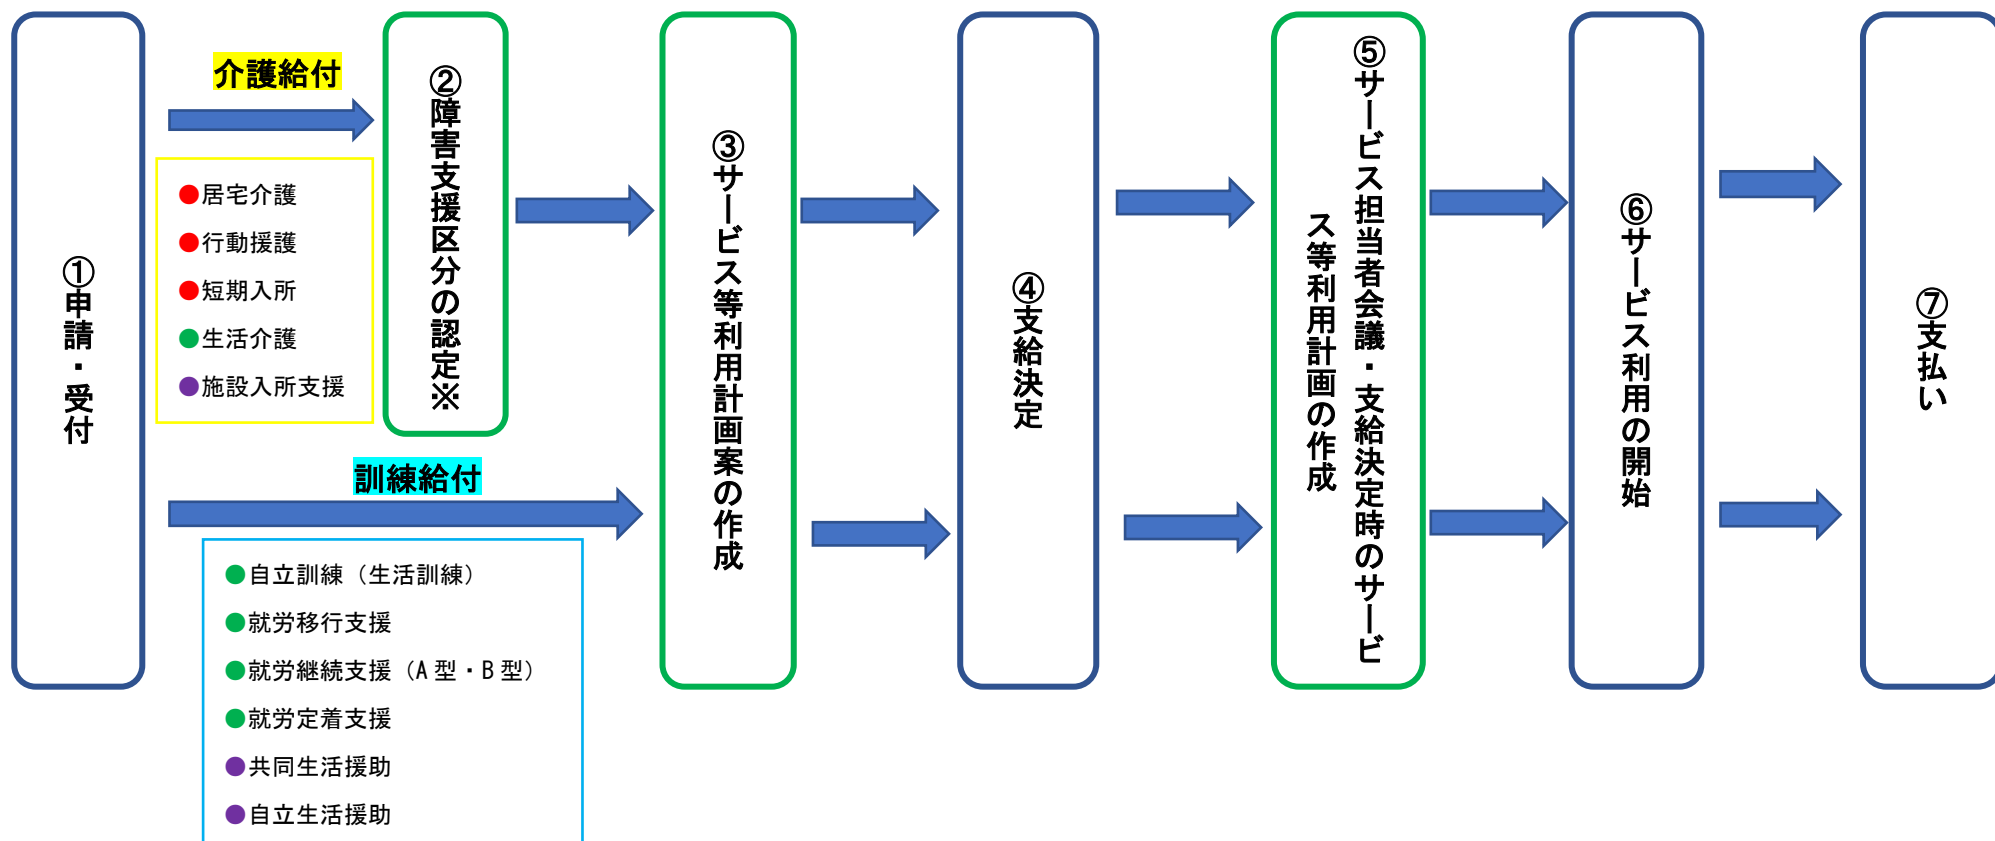 ①申請・受付
介護給付
●居宅介護
●行動援護
●短期入所
●生活介護
●施設入所支援
訓練給付
●自立訓練（生活訓練）
●就労移行支援
●就労継続支援（A型・B型）
●就労定着支援
●共同生活援助
●自立生活援助
②障害支援区分の認定※
③サービス等利用計画案の作成
④支給決定
⑤サービス担当者会議・支給決定時のサービ
ス等利用計画の作成
⑥サービス利用の開始
⑦支払い